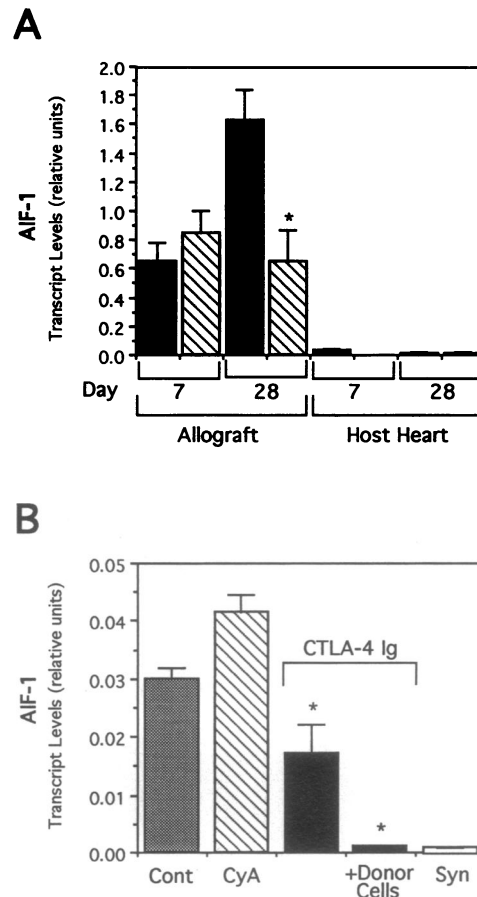 A
AIF-1
Transcript Levels (relative units)
2.0
1.8
1.6
1.4
1.2
1.0
0.8
0.6
0.4
0.2
0.0
*
Day
7
28
7
28
Allograft
Host Heart
B
AIF-1
Transcript Levels (relative units)
0.05
0.04
0.03
0.02
0.01
0.00
CTLA-4 Ig
*
*
Cont
CyA
+Donor
Cells
Syn